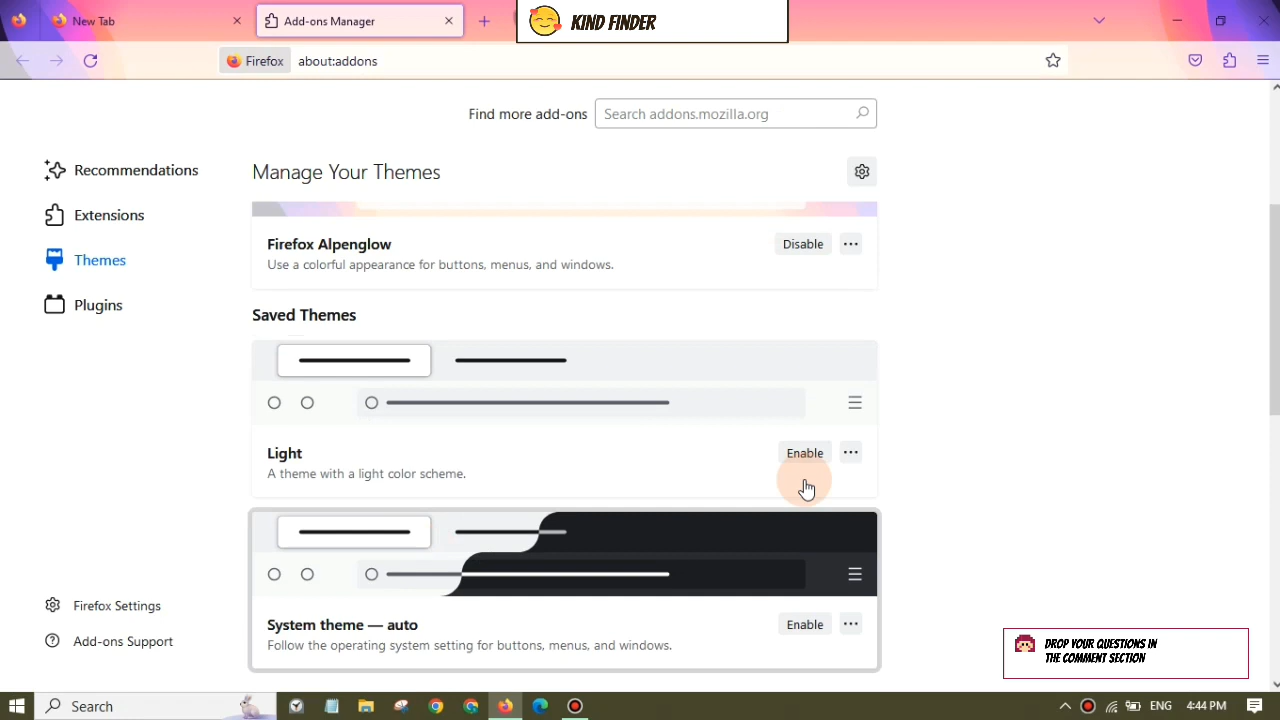 New Tab
Add-ons Manager
KIND FINDER
Firefox
about:addons
Find more add-ons
Search addons.mozilla.org
Recommendations
Extensions
Themes
Plugins
Manage Your Themes
Firefox Alpenglow
Disable
Use a colorful appearance for buttons, menus, and windows.
Saved Themes
Light
Enable
A theme with a light color scheme.
System theme — auto
Enable
Follow the operating system setting for buttons, menus, and windows.
Firefox Settings
Add-ons Support
DROP YOUR QUESTIONS IN
THE COMMENT SECTION
Search
ENG
4:44 PM